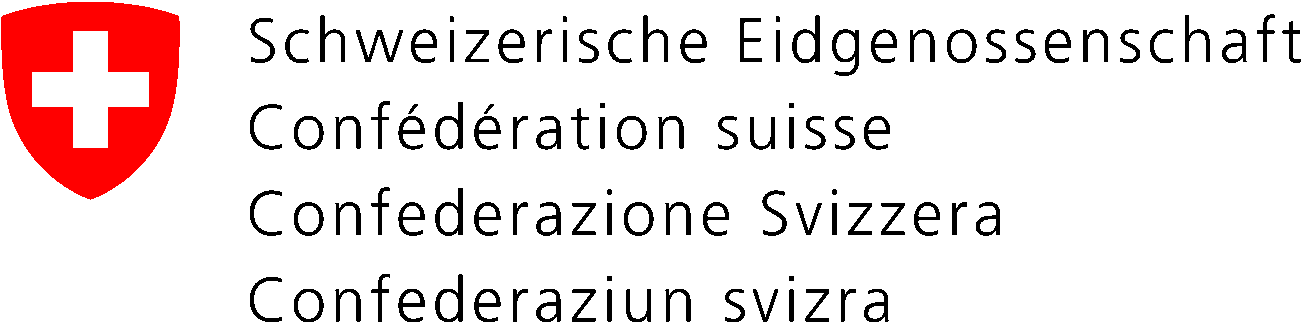 Schweizerische Eidgenossenschaft
Confédération suisse
Confederazione Svizzera
Confederaziun svizra